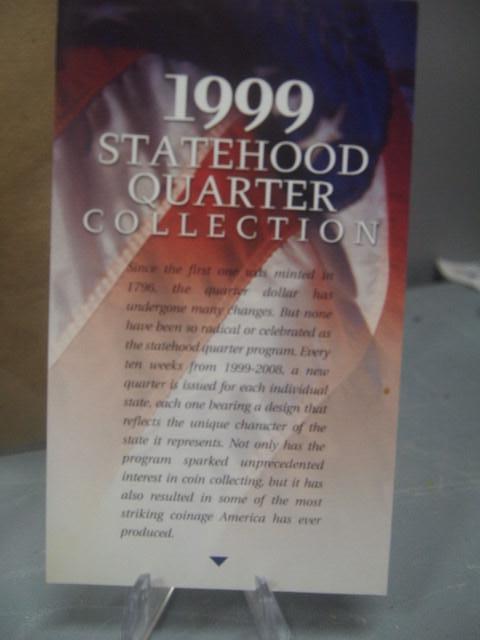 1999
STATEHOOD
QUARTER
COLLECTION
Since the first one was minted in
1796, the quarter dollar has
undergone many changes. But none
have been so radical or celebrated as
the statehood quarter program. Every
ten weeks from 1999-2008, a new
quarter is issued for each individual
state, each one bearing a design that
reflects the unique character of the
state it represents. Not only has the
program sparked unprecedented
interest in coin collecting, but it has
also resulted in some of the most
striking coinage America has ever
produced.